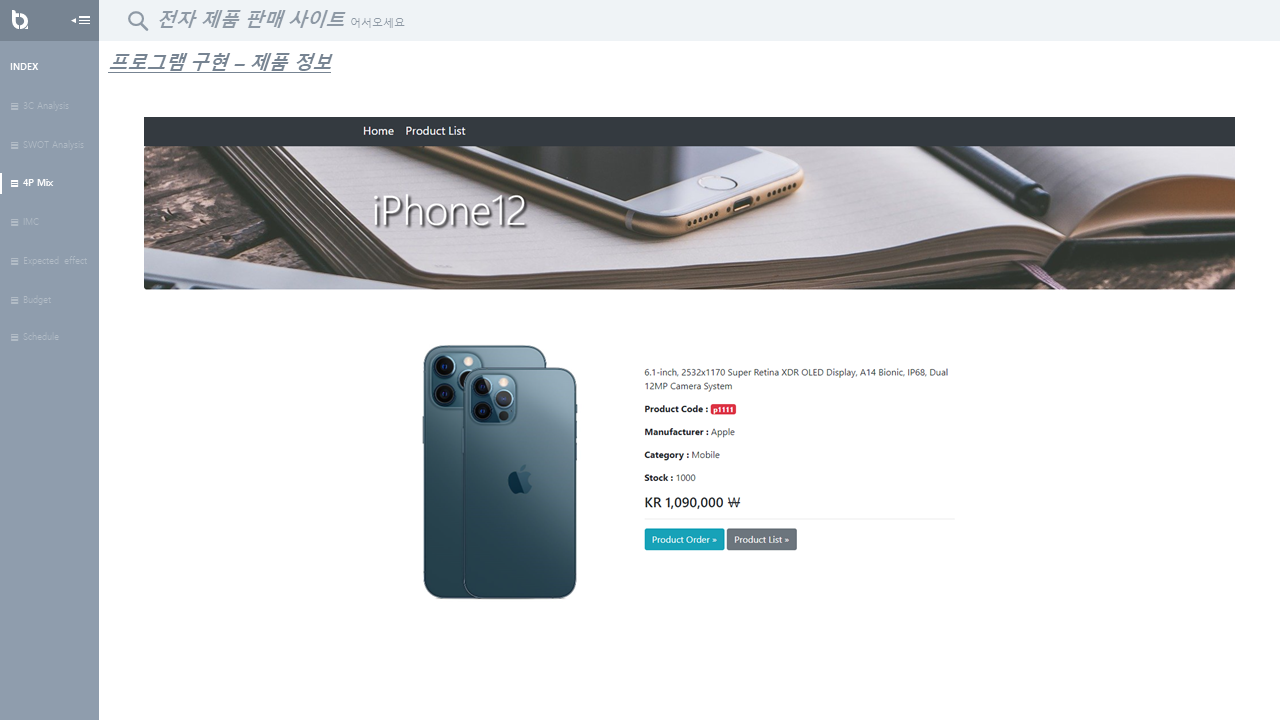 전자 제품 판매 사이트 어서오세요
INDEX
3C Analysis
SWOT Analysis
4P Mix
IMC
Expected effect
Budget
Schedule
프로그램 구현 – 제품 정보
Home Product List
iPhone12
6.1-inch, 2532x1170 Super Retina XDR OLED Display, A14 Bionic, IP68, Dual
12MP Camera System
Product Code : p1111
Manufacturer : Apple
Category : Mobile
Stock : 1000
KR 1,090,000 ₩
Product Order » Product List »